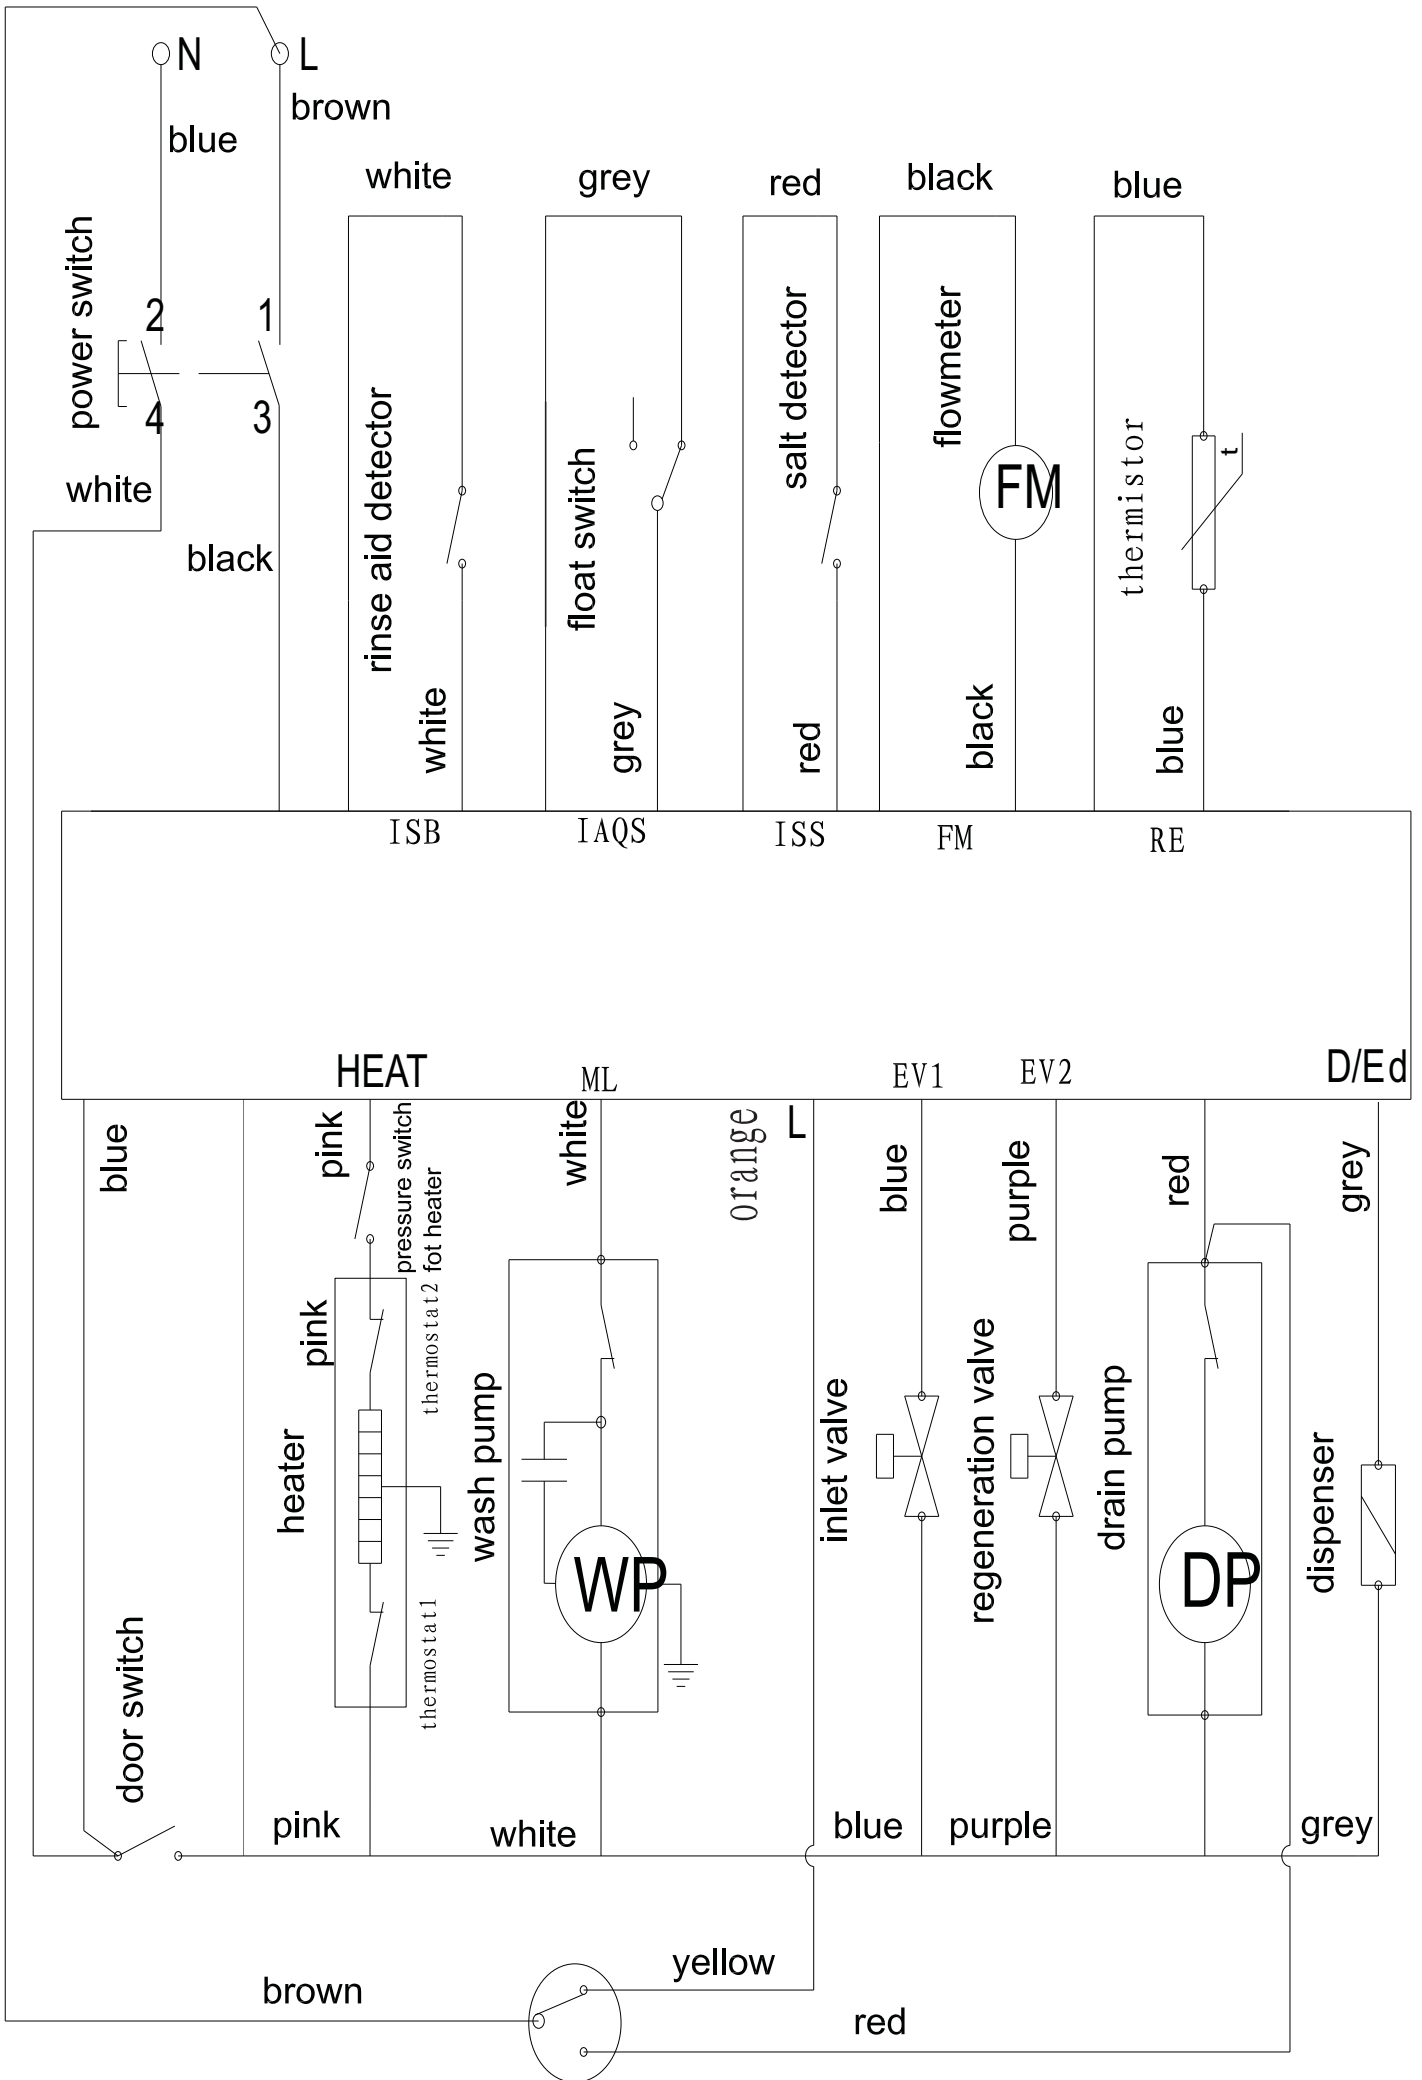 N
L
brown
blue
white
grey
red
black
blue
power switch
2
1
4
3
white
black
rinse aid detector
float switch
salt detector
flowmeter
FM
thermistor
t
white
grey
red
black
blue
ISB
IAQS
ISS
FM
RE
HEAT
ML
EV1
EV2
D/Ed
blue
pink
pressure switch
fot heater
white
orange
L
blue
purple
red
grey
pink
thermostat2
heater
wash pump
WP
inlet valve
regeneration valve
drain pump
DP
dispenser
thermostat1
door switch
pink
white
blue
purple
grey
brown
yellow
red